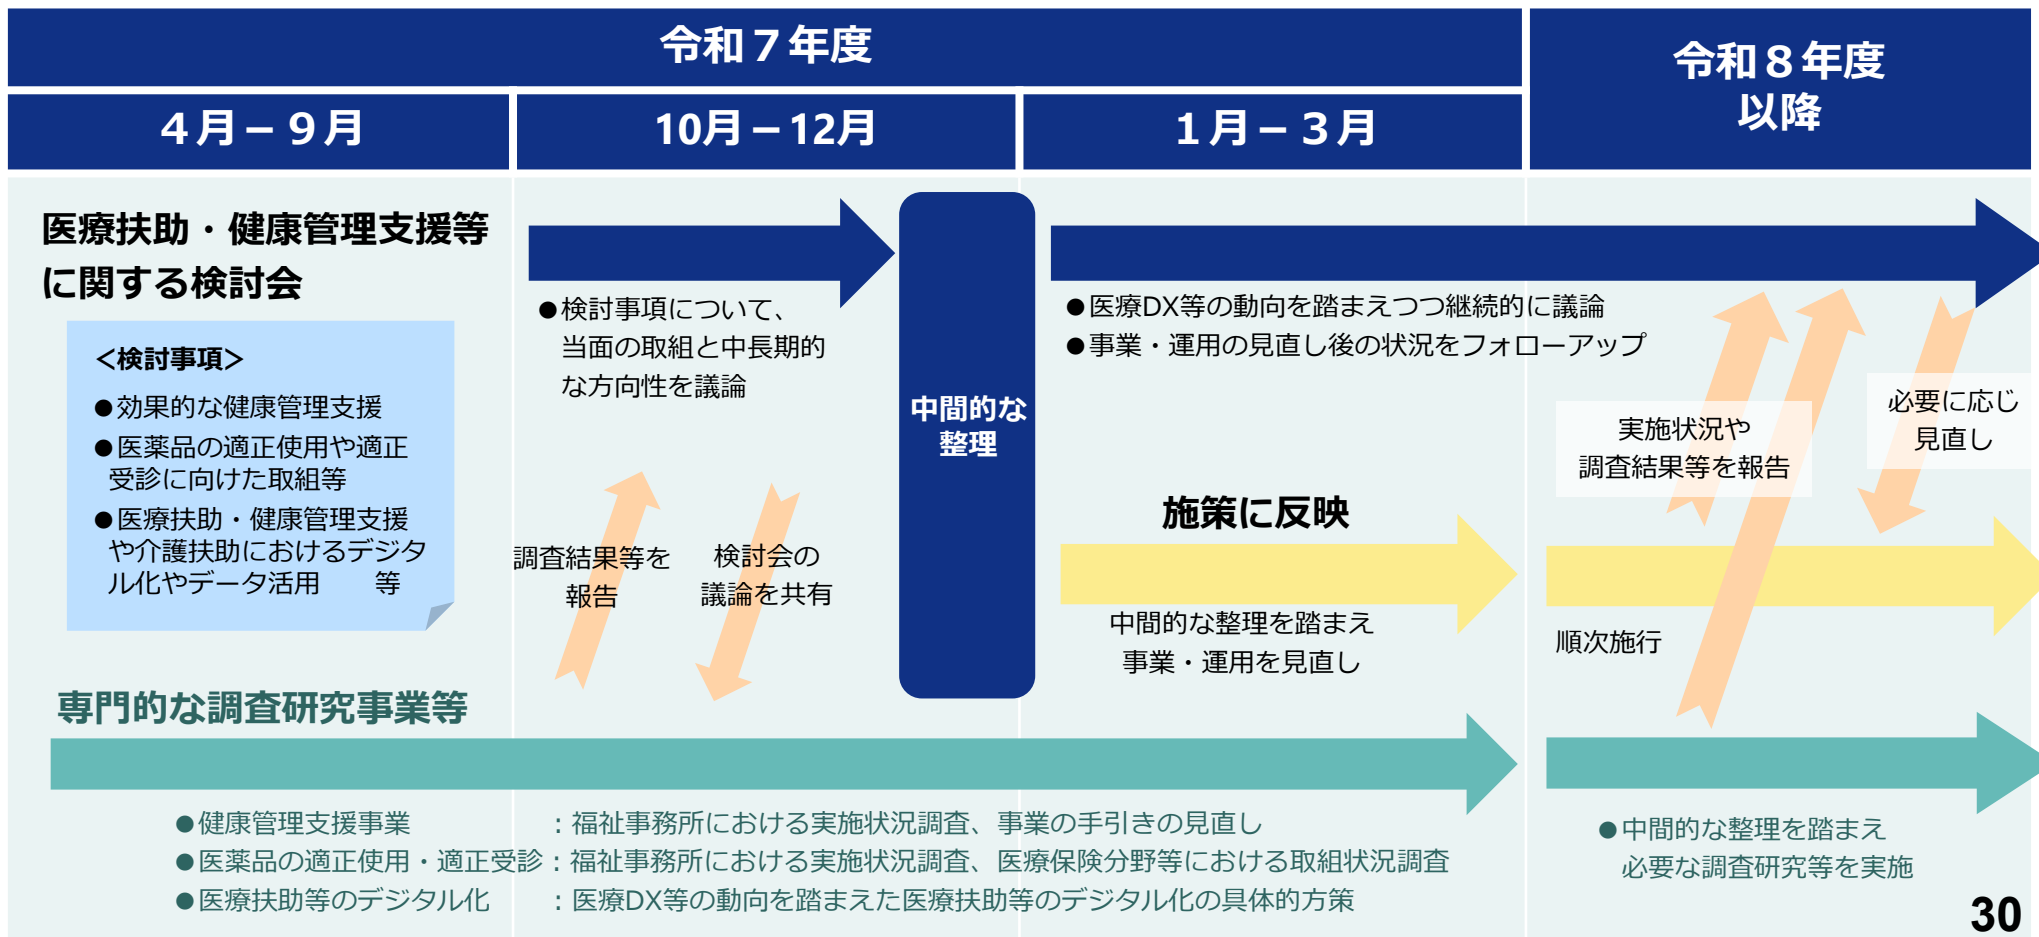 令和７年度
令和８年度
以降
４月－９月
10月－12月
１月－３月
医療扶助・健康管理支援等
に関する検討会
＜検討事項＞
●効果的な健康管理支援
●医薬品の適正使用や適正
受診に向けた取組等
●医療扶助・健康管理支援
や介護扶助におけるデジタ
ル化やデータ活用　　等
●検討事項について、
当面の取組と中長期的
な方向性を議論
調査結果等を
報告
検討会の
議論を共有
中間的な
整理
●医療DX等の動向を踏まえつつ継続的に議論
●事業・運用の見直し後の状況をフォローアップ
実施状況や
調査結果等を報告
必要に応じ
見直し
施策に反映
中間的な整理を踏まえ
事業・運用を見直し
順次施行
専門的な調査研究事業等
●健康管理支援事業　　　　　：福祉事務所における実施状況調査、事業の手引きの見直し
●医薬品の適正使用・適正受診：福祉事務所における実施状況調査、医療保険分野等における取組状況調査
●医療扶助等のデジタル化　　：医療DX等の動向を踏まえた医療扶助等のデジタル化の具体的方策
●中間的な整理を踏まえ
必要な調査研究等を実施
30